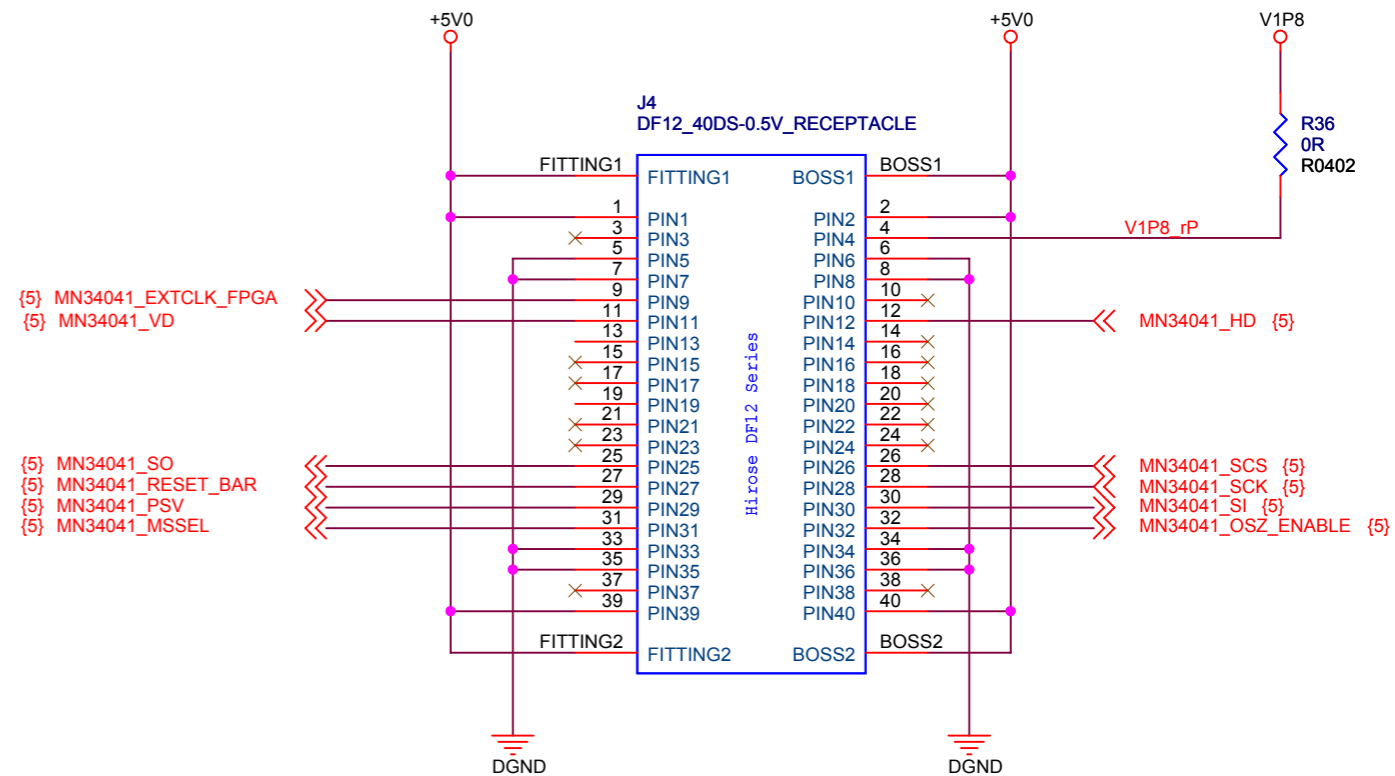 +5V0 +5V0 V1P8
J4
DF12_40DS-0.5V_RECEPTACLE
R36
0R
R0402
FITTING1 FITTING1 BOSS1 BOSS1
1 PIN1 PIN2 2
3 PIN3 PIN4 4 V1P8_rP
5 PIN5 PIN6 6
7 PIN7 PIN8 8
{5} MN34041_EXTCLK_FPGA 9 PIN9 PIN10 10
{5} MN34041_VD 11 PIN11 PIN12 12 MN34041_HD {5}
13 PIN13 PIN14 14
15 PIN15 PIN16 16
17 PIN17 PIN18 18
19 PIN19 PIN20 20
21 PIN21 PIN22 22
23 PIN23 PIN24 24
{5} MN34041_SO 25 PIN25 PIN26 26 MN34041_SCS {5}
{5} MN34041_RESET_BAR 27 PIN27 PIN28 28 MN34041_SCK {5}
{5} MN34041_PSV 29 PIN29 PIN30 30 MN34041_SI {5}
{5} MN34041_MSSEL 31 PIN31 PIN32 32 MN34041_OSZ_ENABLE {5}
33 PIN33 PIN34 34
35 PIN35 PIN36 36
37 PIN37 PIN38 38
39 PIN39 PIN40 40
FITTING2 FITTING2 BOSS2 BOSS2
Hirose DF12 Series
DGND DGND